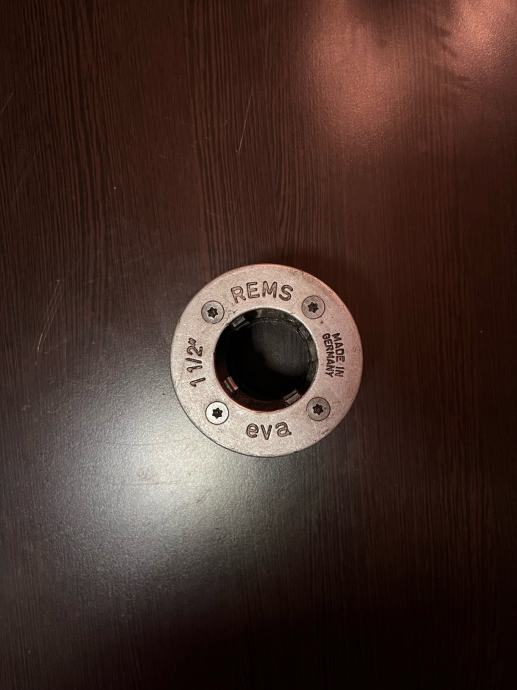 REMS
MADE IN
GERMANY
1 1/2"
eva